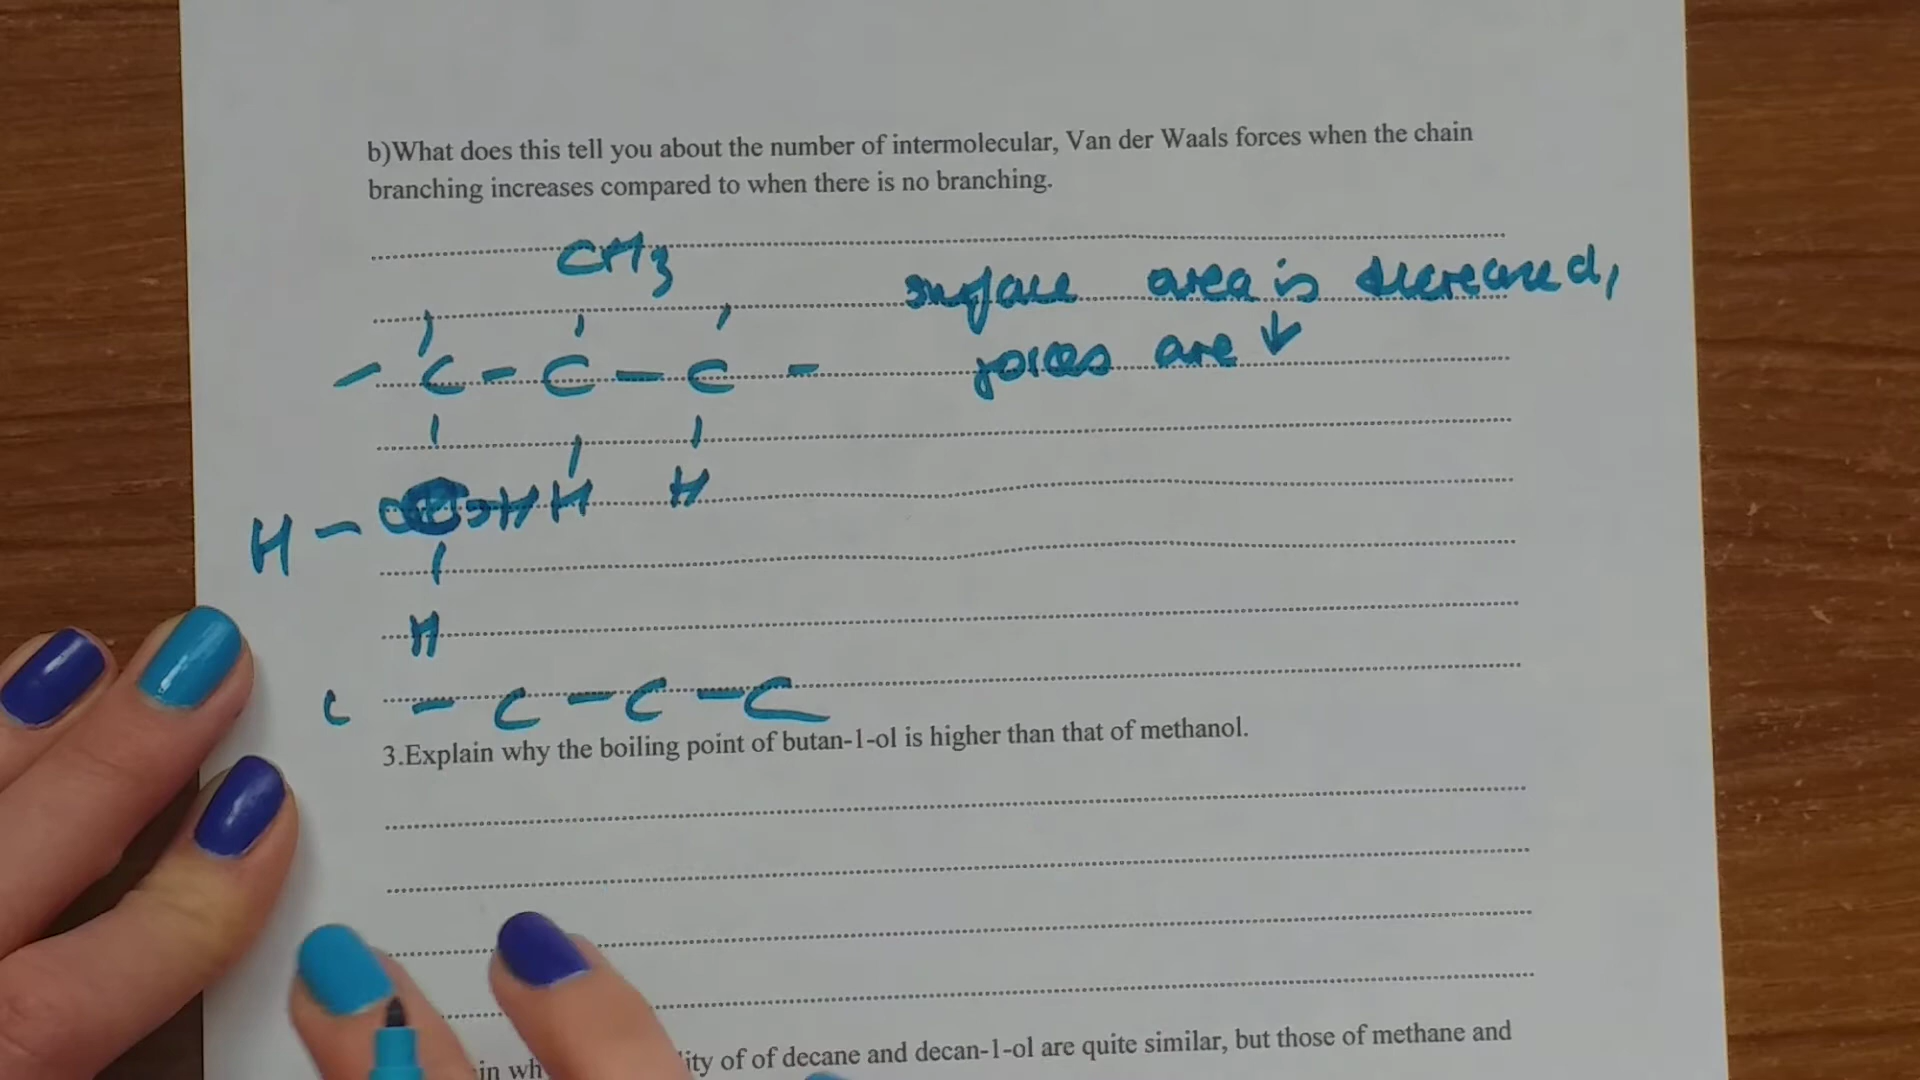 b)What does this tell you about the number of intermolecular, Van der Waals forces when the chain
branching increases compared to when there is no branching.
CH3
surface area is decreased,
forces are ↓
- C - C - C -
H H
H -
H
C - C - C - C
3.Explain why the boiling point of butan-1-ol is higher than that of methanol.
of of decane and decan-1-ol are quite similar, but those of methane and